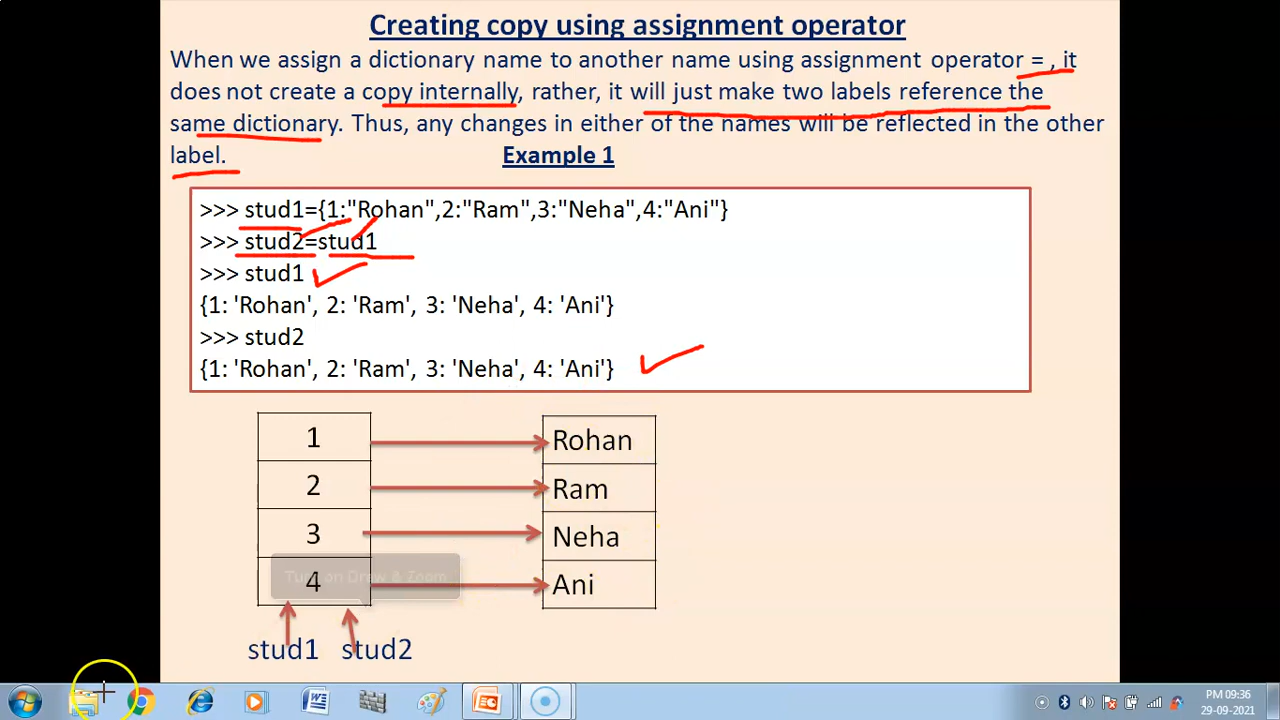 Creating copy using assignment operator
When we assign a dictionary name to another name using assignment operator = , it
does not create a copy internally, rather, it will just make two labels reference the
same dictionary. Thus, any changes in either of the names will be reflected in the other
label.
Example 1
>>> stud1={1:"Rohan",2:"Ram",3:"Neha",4:"Ani"}
>>> stud2=stud1
>>> stud1
{1: 'Rohan', 2: 'Ram', 3: 'Neha', 4: 'Ani'}
>>> stud2
{1: 'Rohan', 2: 'Ram', 3: 'Neha', 4: 'Ani'}
1 Rohan
2 Ram
3 Neha
Turn on Draw & Zoom
4 Ani
stud1 stud2
PM 09:36
29-09-2021